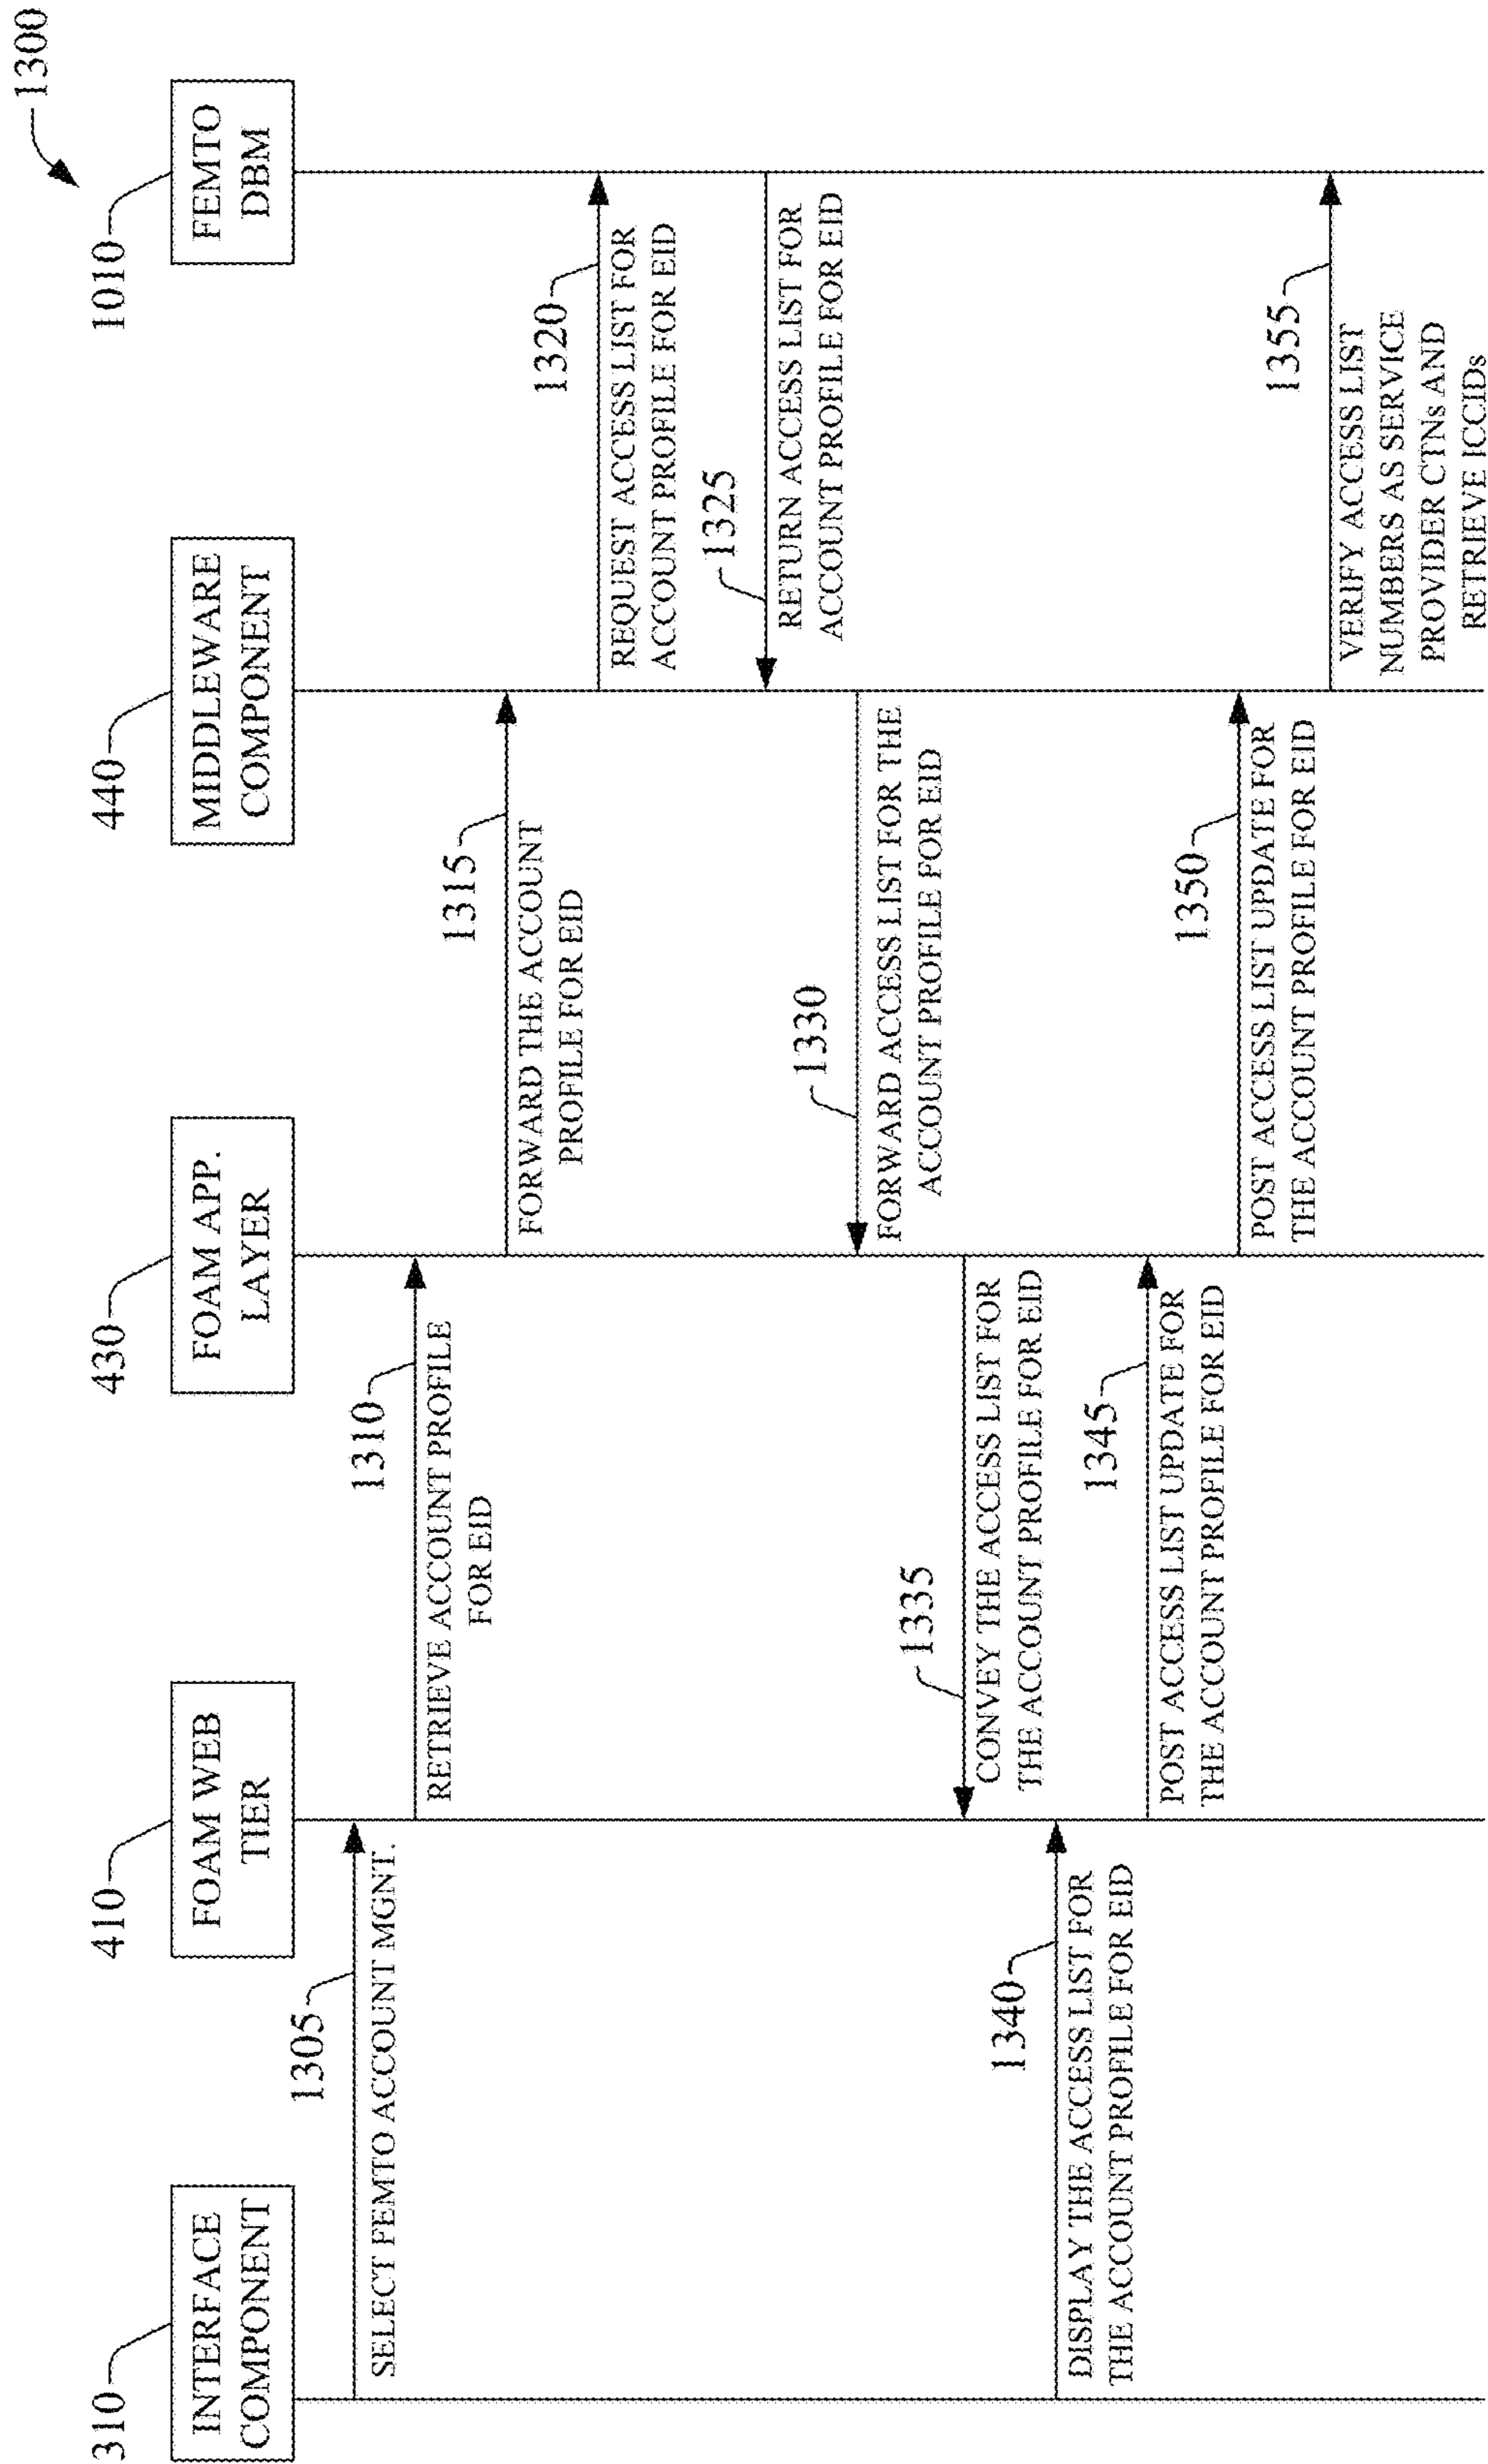 1300
310
INTERFACE
COMPONENT
410
FOAM WEB
TIER
430
FOAM APP.
LAYER
440
MIDDLEWARE
COMPONENT
1010
FEMTO
DBM
1305
SELECT FEMTO ACCOUNT MGNT.
1310
RETRIEVE ACCOUNT PROFILE
FOR EID
1315
FORWARD THE ACCOUNT
PROFILE FOR EID
1320
REQUEST ACCESS LIST FOR
ACCOUNT PROFILE FOR EID
1325
RETURN ACCESS LIST FOR
ACCOUNT PROFILE FOR EID
1330
FORWARD ACCESS LIST FOR THE
ACCOUNT PROFILE FOR EID
1335
CONVEY THE ACCESS LIST FOR
THE ACCOUNT PROFILE FOR EID
1340
DISPLAY THE ACCESS LIST FOR
THE ACCOUNT PROFILE FOR EID
1345
POST ACCESS LIST UPDATE FOR
THE ACCOUNT PROFILE FOR EID
1350
POST ACCESS LIST UPDATE FOR
THE ACCOUNT PROFILE FOR EID
1355
VERIFY ACCESS LIST
NUMBERS AS SERVICE
PROVIDER CTNs AND
RETRIEVE ICCIDs